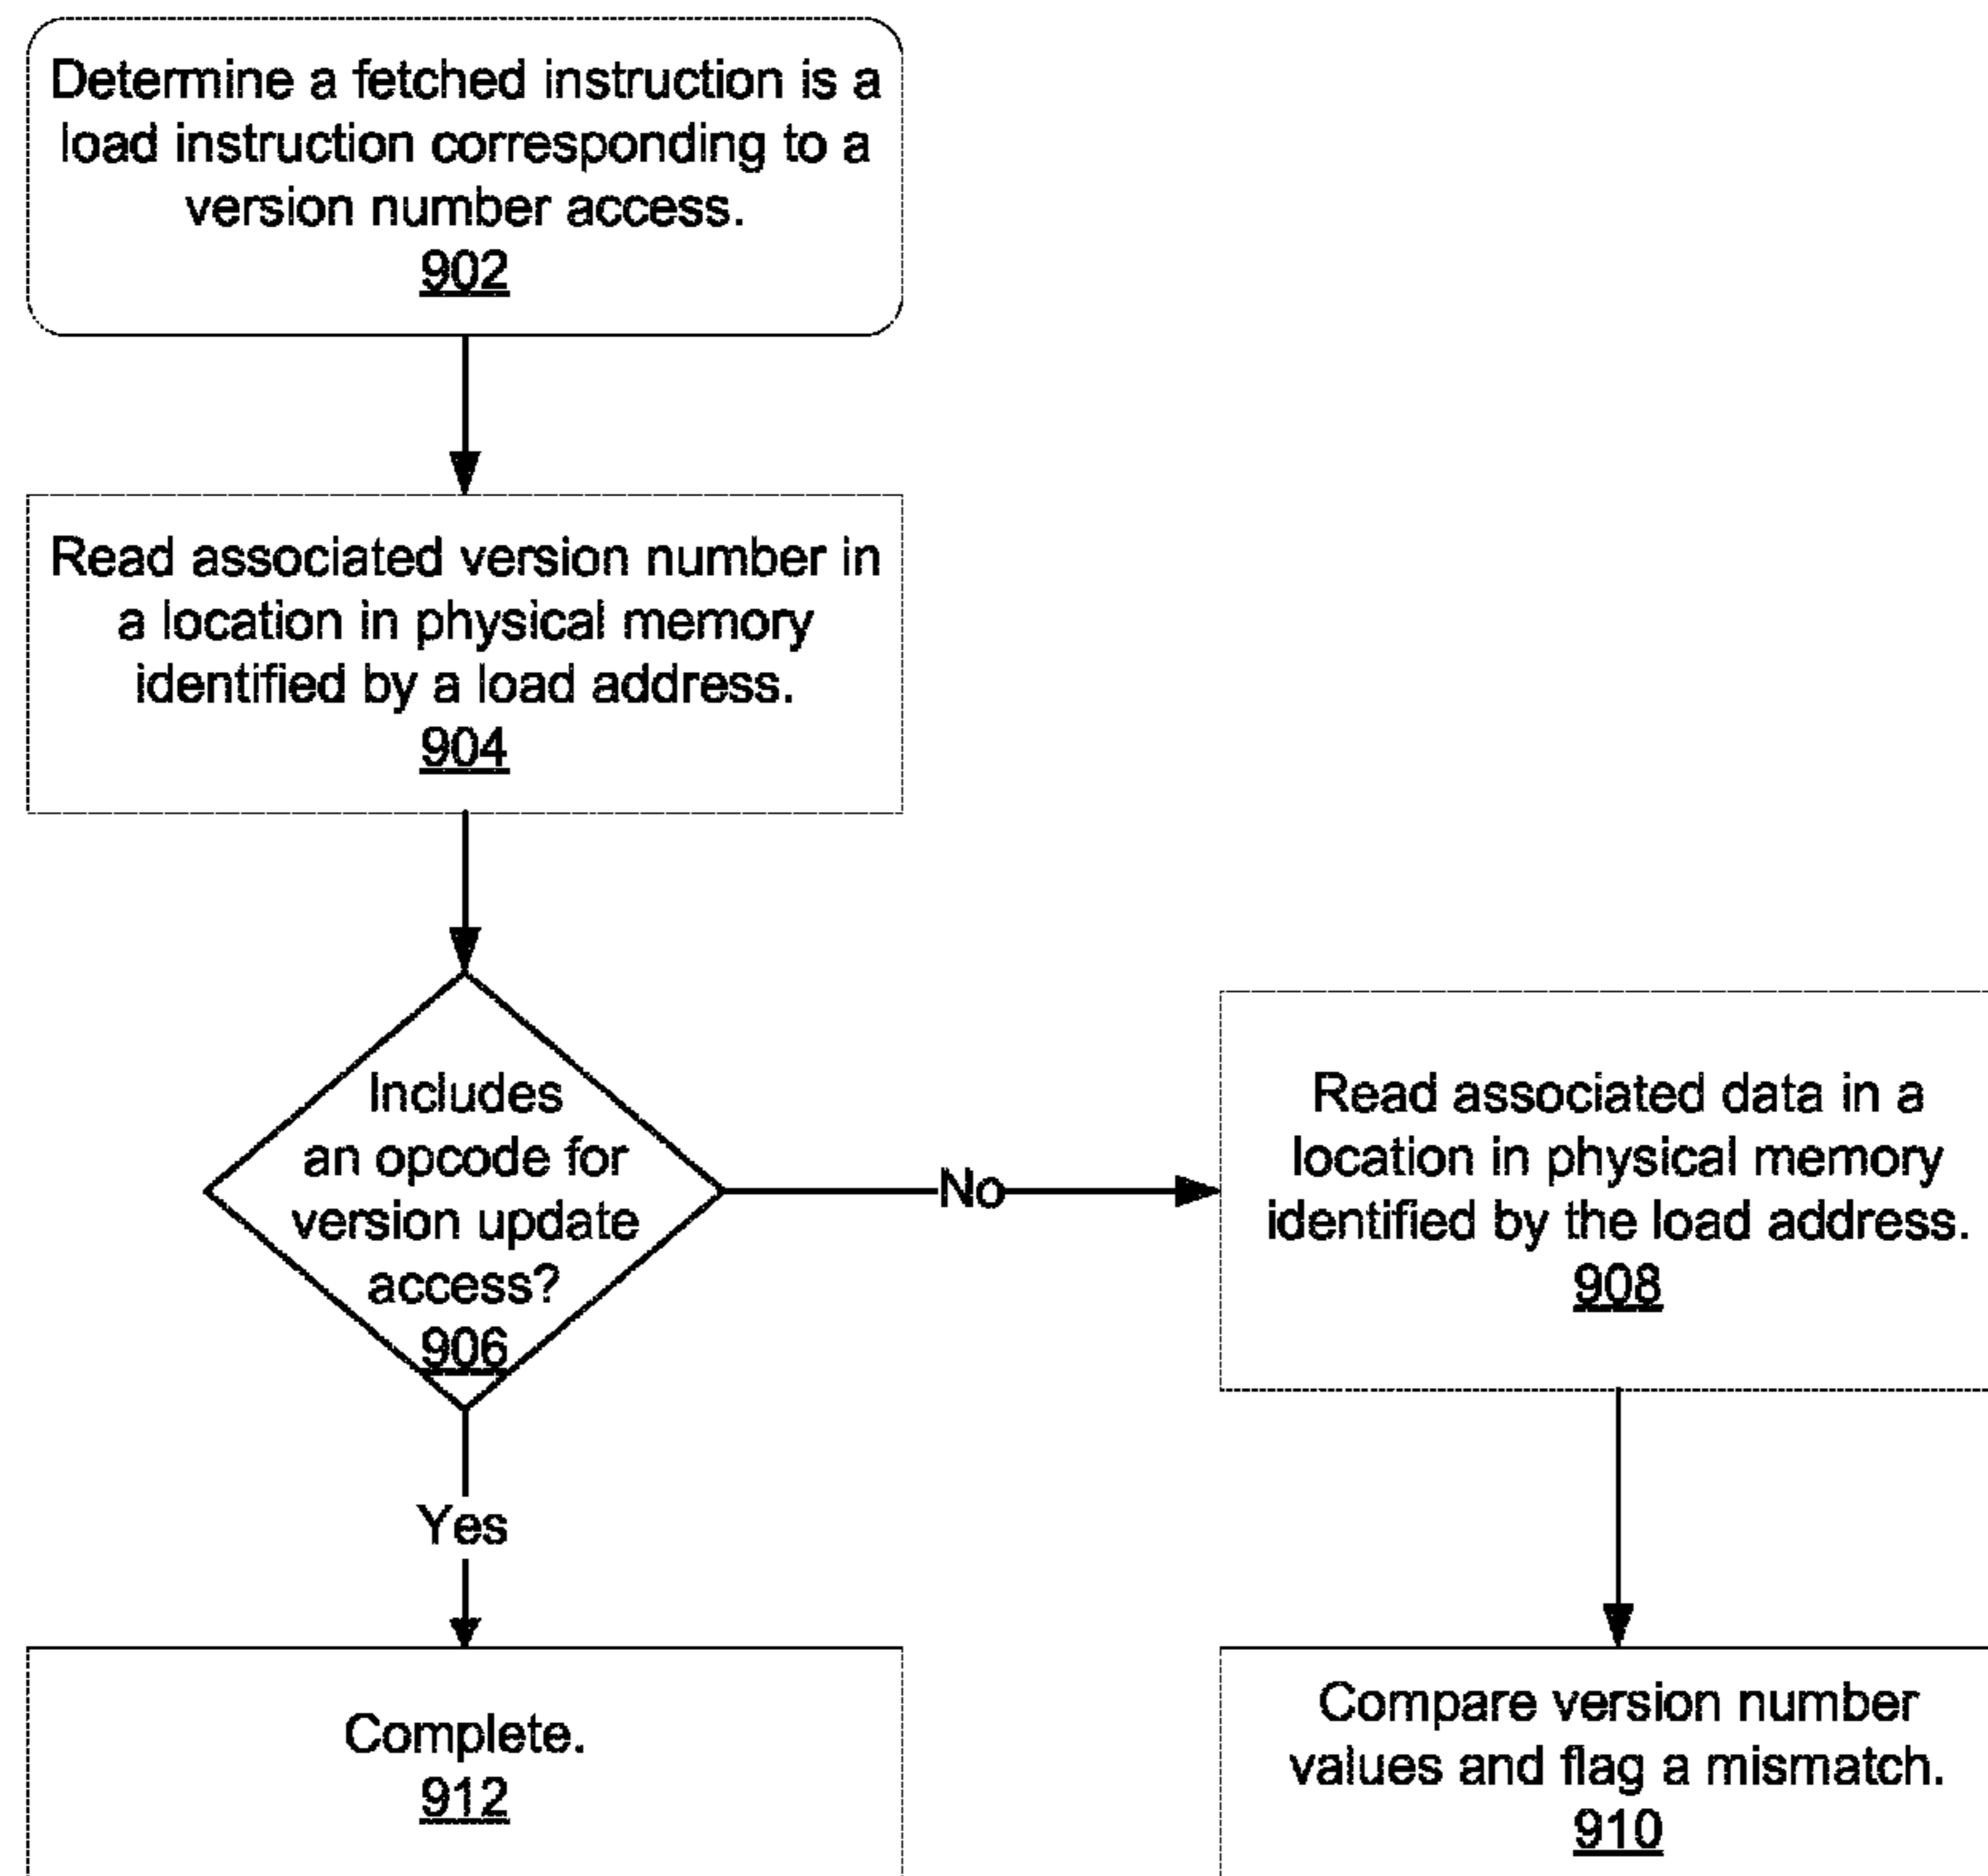 Determine a fetched instruction is a
load instruction corresponding to a
version number access.
902
Read associated version number in
a location in physical memory
identified by a load address.
904
Includes
an opcode for
version update
access?
906
No
Read associated data in a
location in physical memory
identified by the load address.
908
Yes
Complete.
912
Compare version number
values and flag a mismatch.
910